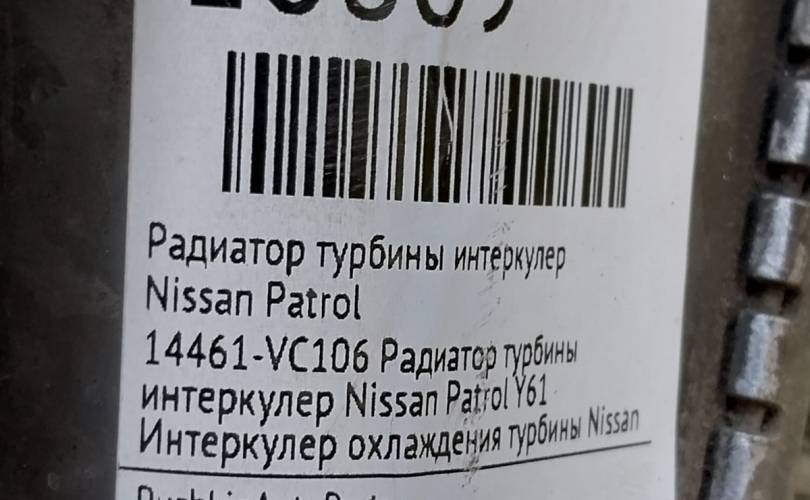 Радиатор турбины интеркулер
Nissan Patrol
14461-VC106 Радиатор турбины
интеркулер Nissan Patrol Y61
Интеркулер охлаждения турбины Nissan